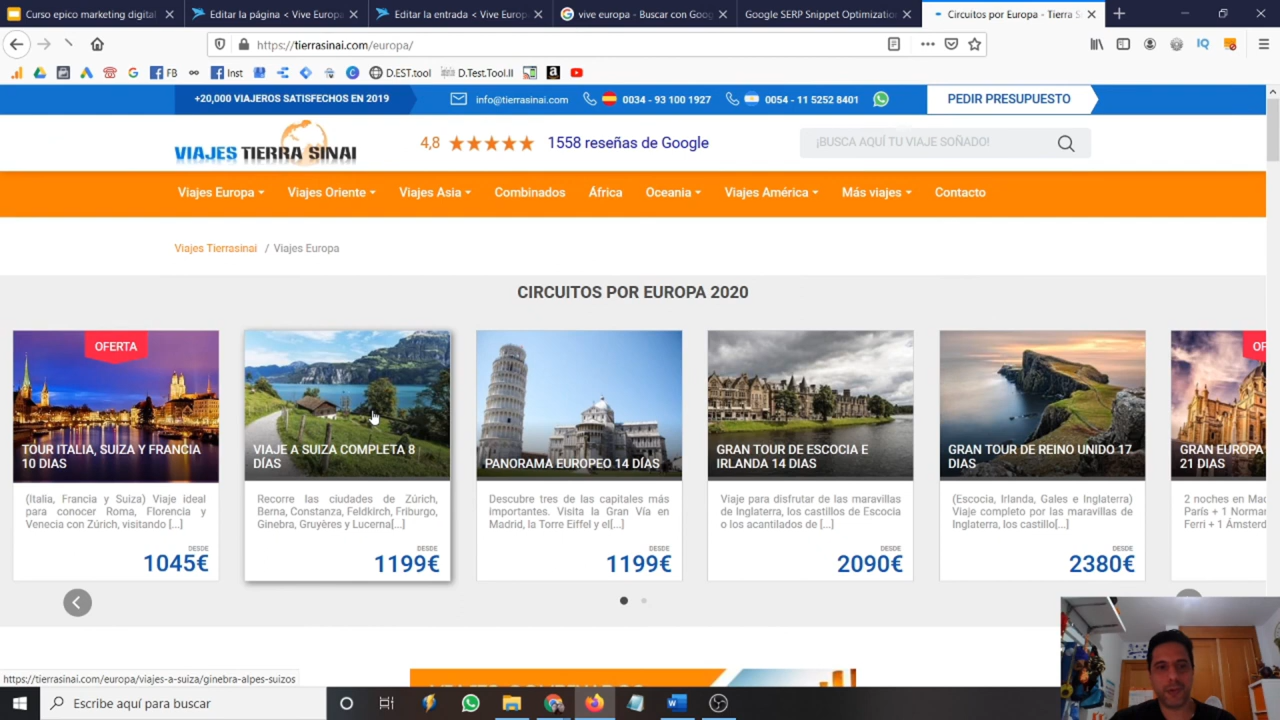 Curso epico marketing digital
Editar la página < Vive Europ
Editar la entrada < Vive Europ
vive europa - Buscar con Goog
Google SERP Snippet Optimizatio
Circuitos por Europa - Tierra S
https://tierrasinai.com/europa/
FB
Inst
D.EST.tool
D.Test.Tool.II
+20,000 VIAJEROS SATISFECHOS EN 2019
info@tierrasinai.com
0034 - 93 100 1927
0054 - 11 5252 8401
PEDIR PRESUPUESTO
VIAJES TIERRA SINAI
4,8
1558 reseñas de Google
¡BUSCA AQUÍ TU VIAJE SOÑADO!
Viajes Europa
Viajes Oriente
Viajes Asia
Combinados
África
Oceania
Viajes América
Más viajes
Contacto
Viajes Tierrasinai / Viajes Europa
CIRCUITOS POR EUROPA 2020
OFERTA
TOUR ITALIA, SUIZA Y FRANCIA
10 DIAS
(Italia, Francia y Suiza) Viaje ideal
para conocer Roma, Florencia y
Venecia con Zúrich, visitando [...]
DESDE
1045€
VIAJE A SUIZA COMPLETA 8
DÍAS
Recorre las ciudades de Zúrich,
Berna, Constanza, Feldkirch, Friburgo,
Ginebra, Gruyères y Lucerna[...]
DESDE
1199€
PANORAMA EUROPEO 14 DÍAS
Descubre tres de las capitales más
importantes. Visita la Gran Vía en
Madrid, la Torre Eiffel y el[...]
DESDE
1199€
GRAN TOUR DE ESCOCIA E
IRLANDA 14 DIAS
Viaje para disfrutar de las maravillas
de Inglaterra, los castillos de Escocia
o los acantilados de [...]
DESDE
2090€
GRAN TOUR DE REINO UNIDO 17
DIAS
(Escocia, Irlanda, Gales e Inglaterra)
Viaje completo por las maravillas de
Inglaterra, los castillo[...]
DESDE
2380€
OF
GRAN EUROPA
21 DIAS
2 noches en Mad
París + 1 Norman
Ferri + 1 Ámsterd
https://tierrasinai.com/europa/viajes-a-suiza/ginebra-alpes-suizos
Escribe aquí para buscar